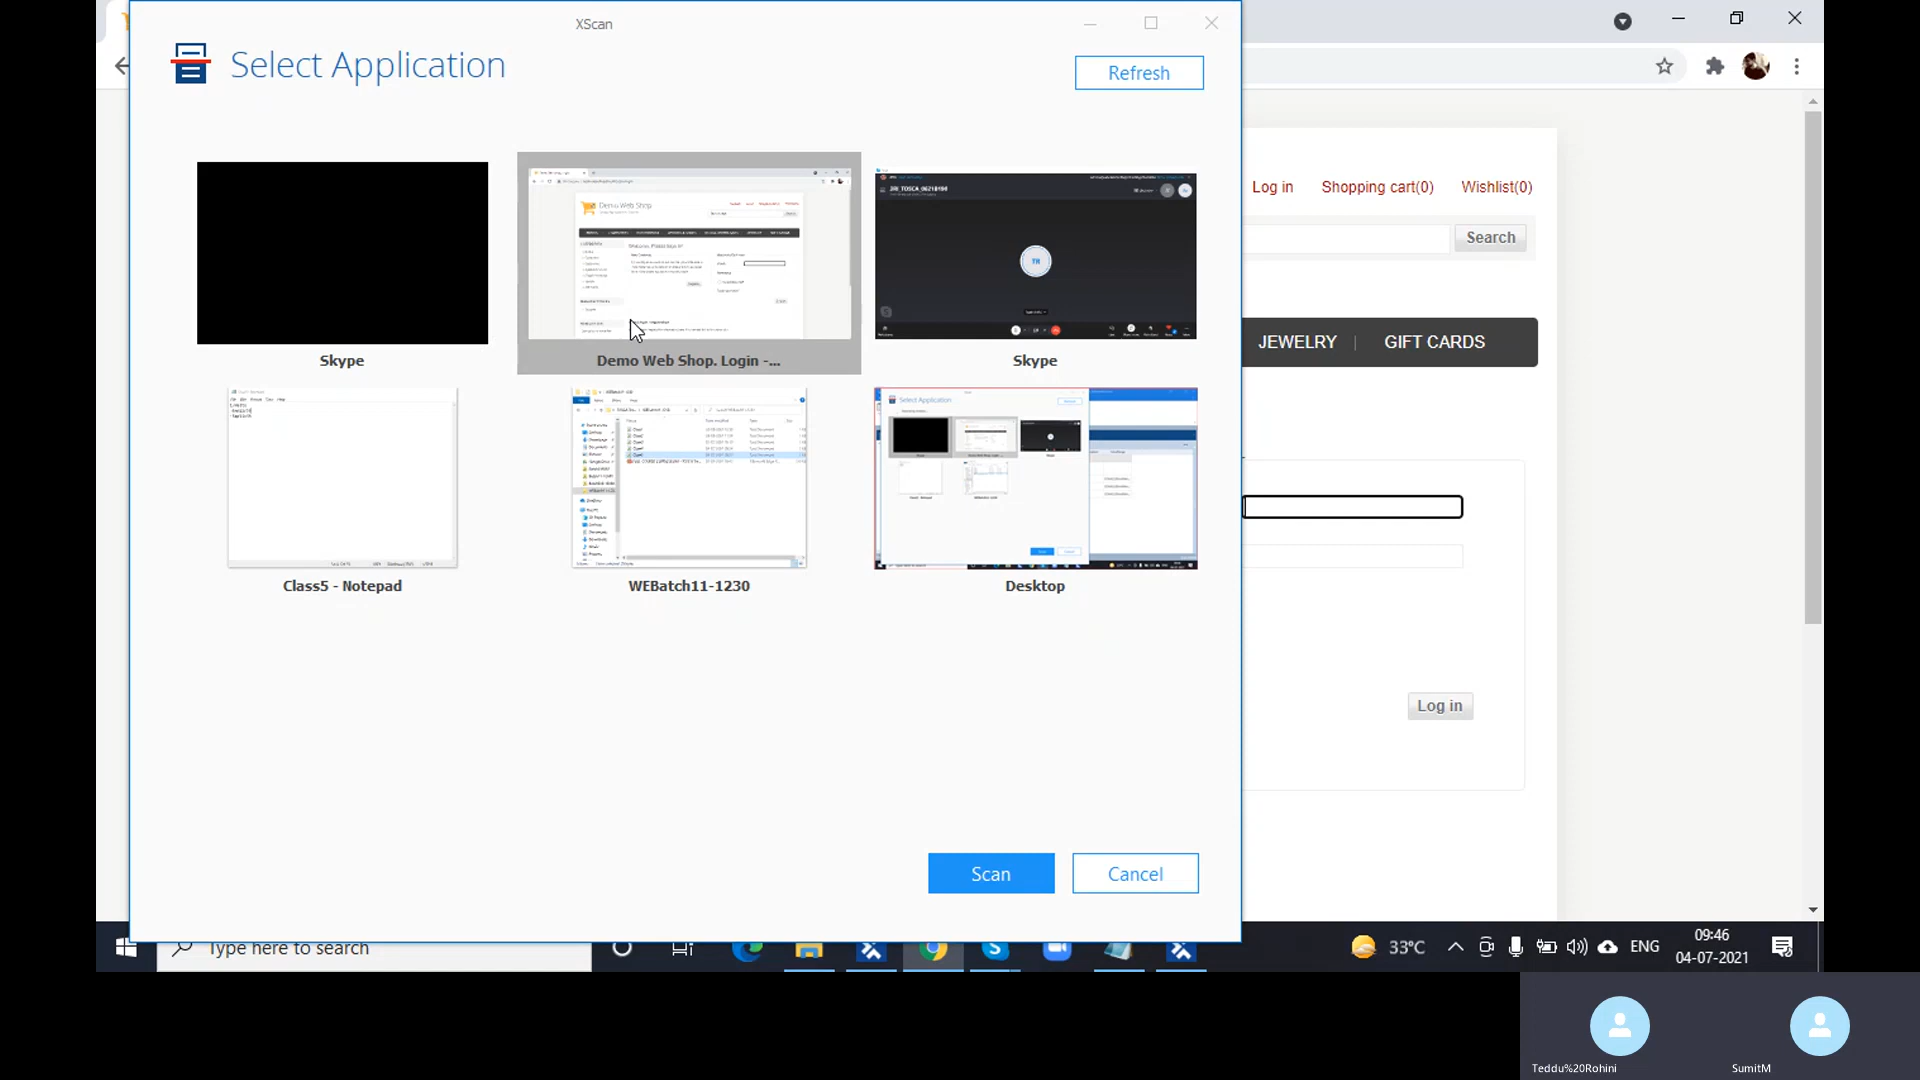 XScan
Select Application
Refresh
Skype
Demo Web Shop. Login -...
Skype
Class5 - Notepad
WEBatch11-1230
Desktop
Scan
Cancel
Log in
Shopping cart(0)
Wishlist(0)
Search
JEWELRY
GIFT CARDS
Log in
Type here to search
33°C
ENG
09:46
04-07-2021
Teddu%20Rohini
SumitM